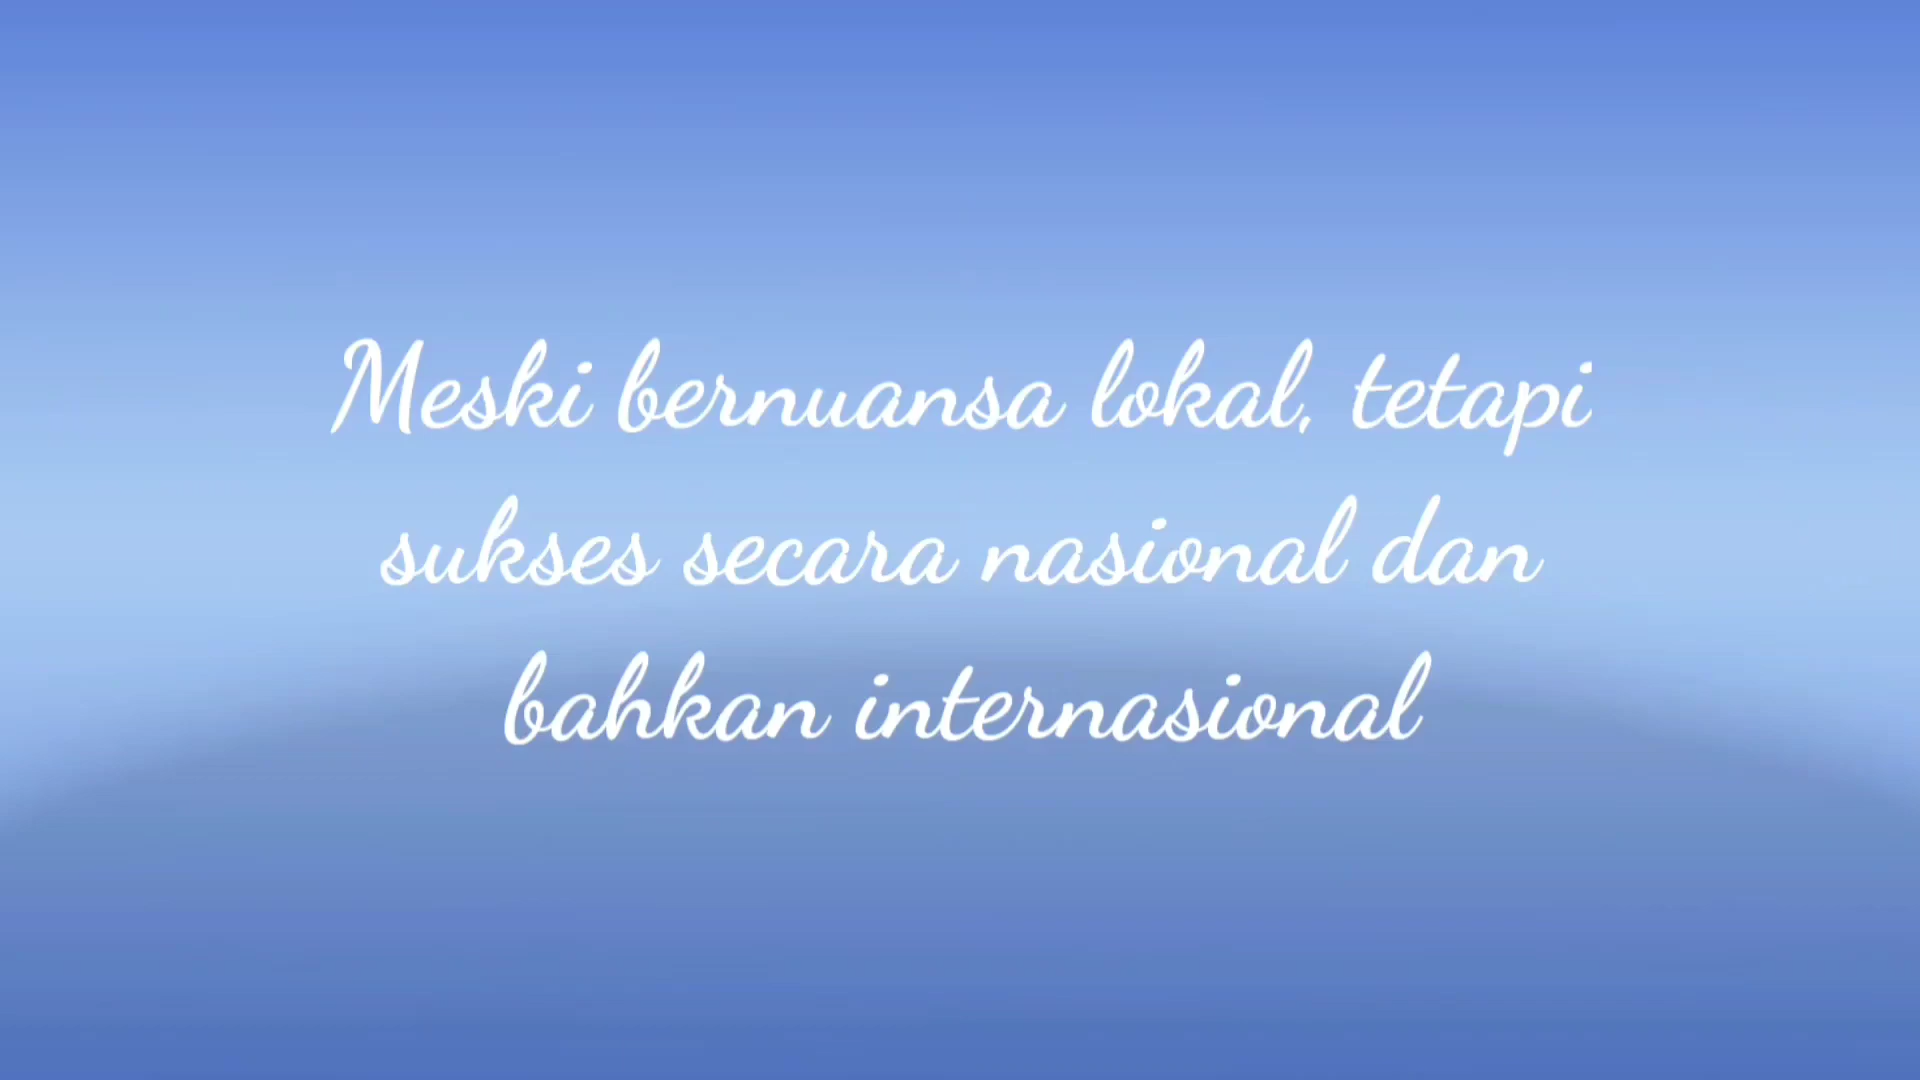 Meski bernuansa lokal, tetapi
sukses secara nasional dan
bahkan internasional